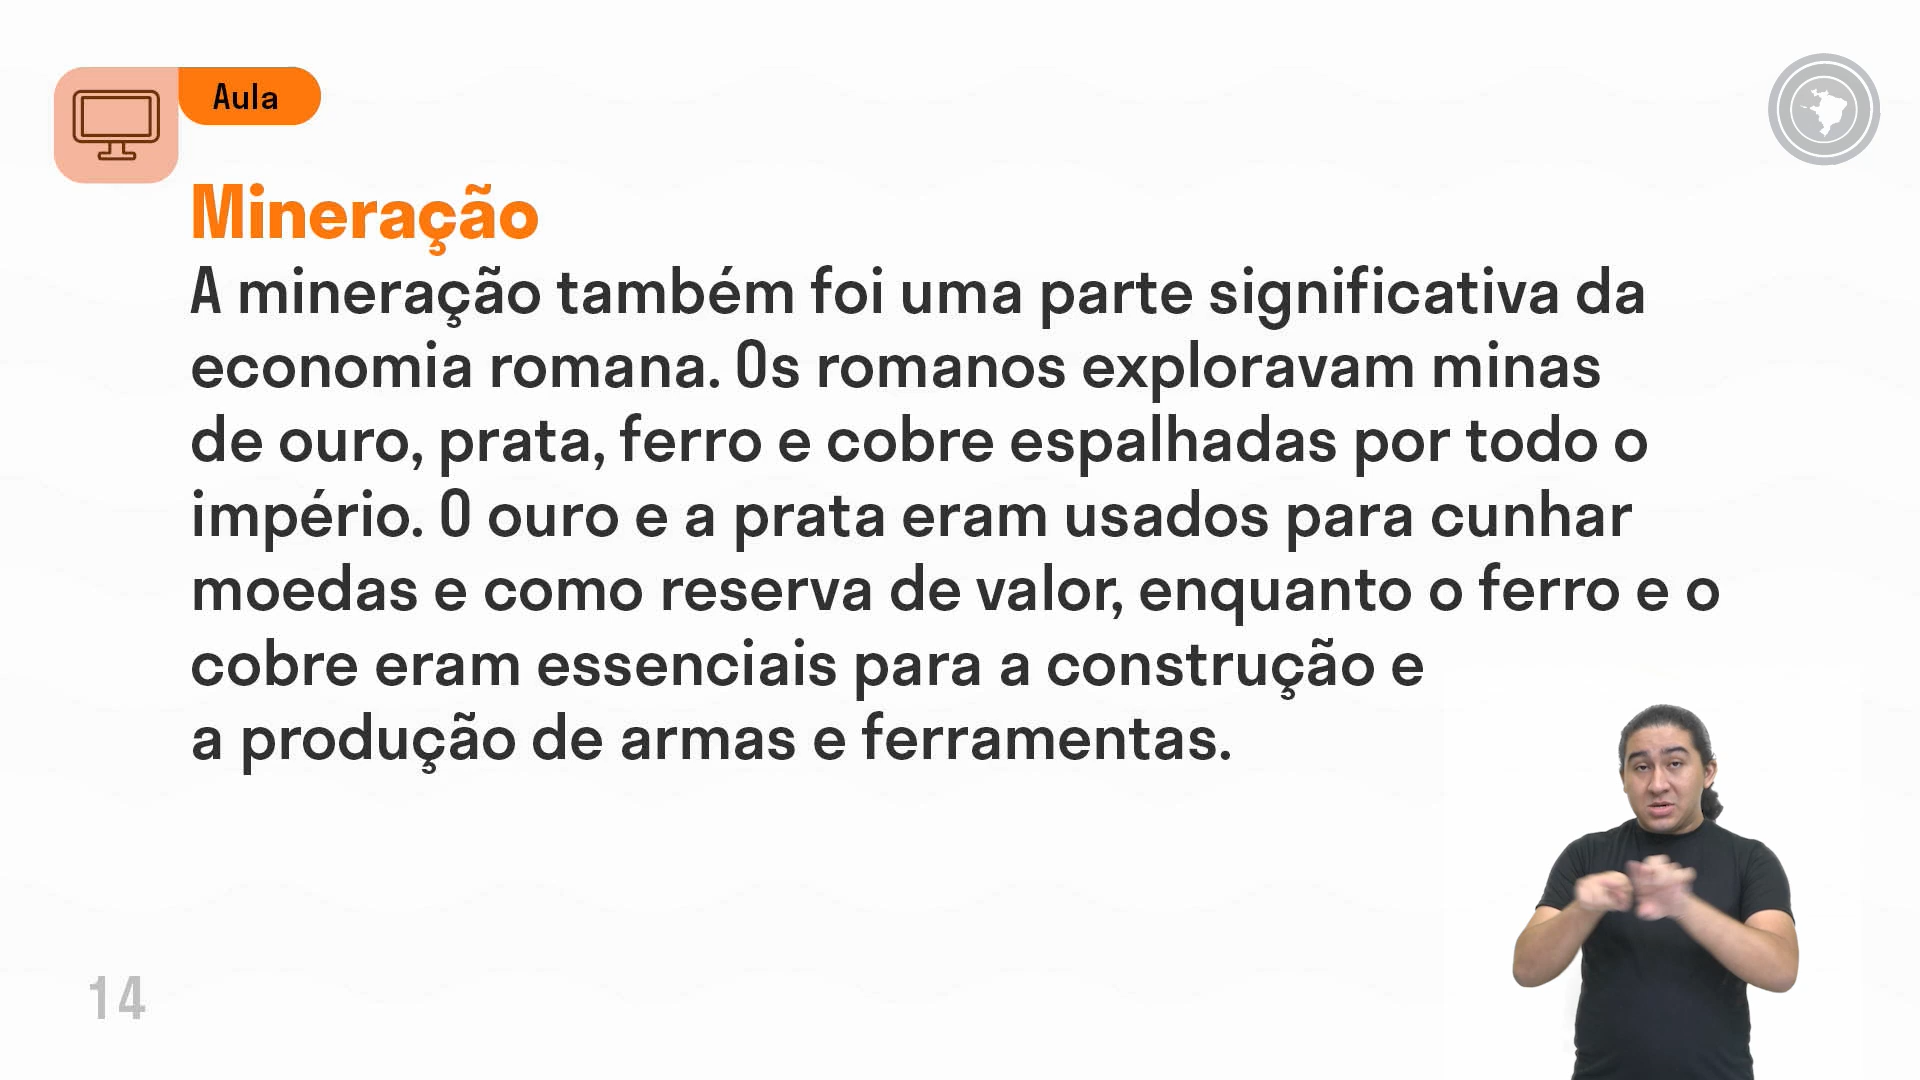 Aula
Mineração
A mineração também foi uma parte significativa da
economia romana. Os romanos exploravam minas
de ouro, prata, ferro e cobre espalhadas por todo o
império. O ouro e a prata eram usados para cunhar
moedas e como reserva de valor, enquanto o ferro e o
cobre eram essenciais para a construção e
a produção de armas e ferramentas.
14